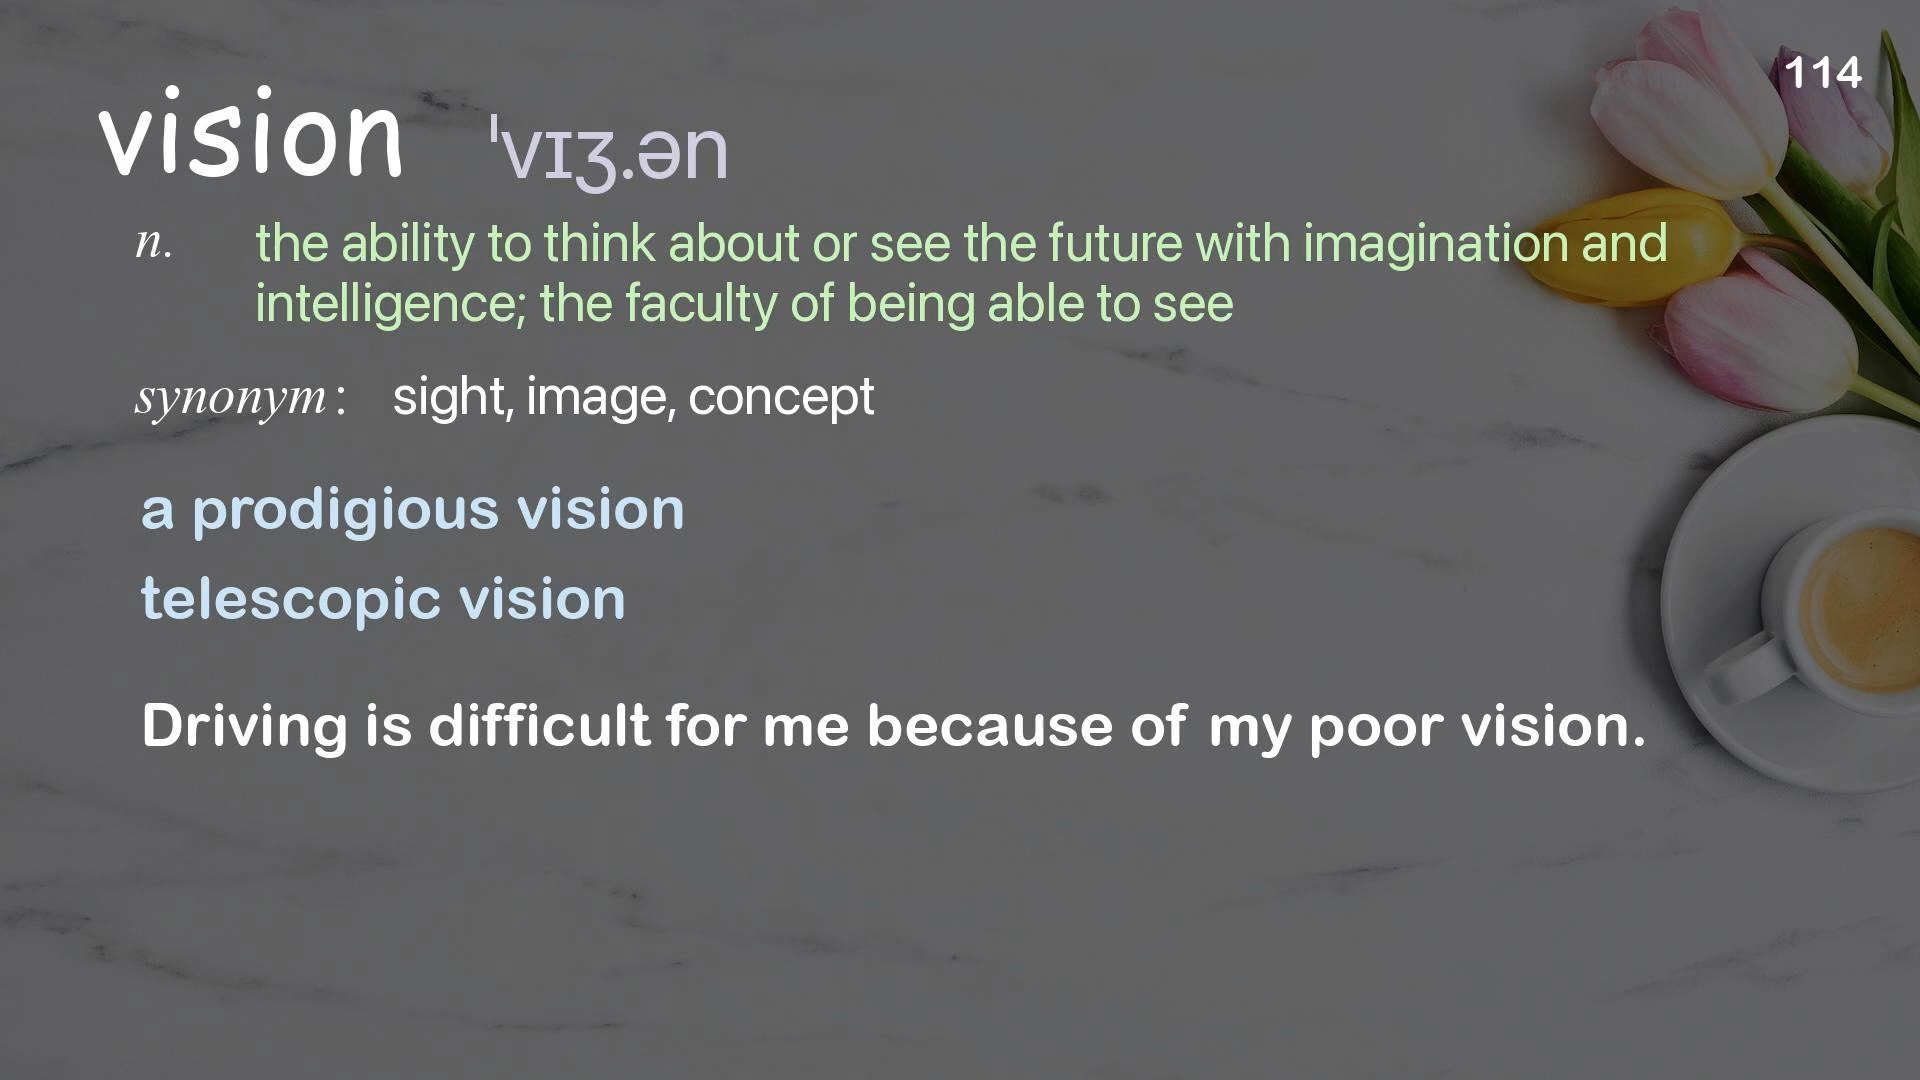 114
vision ˈvɪʒ.ən
n. the ability to think about or see the future with imagination and
intelligence; the faculty of being able to see
synonym: sight, image, concept
a prodigious vision
telescopic vision
Driving is difficult for me because of my poor vision.